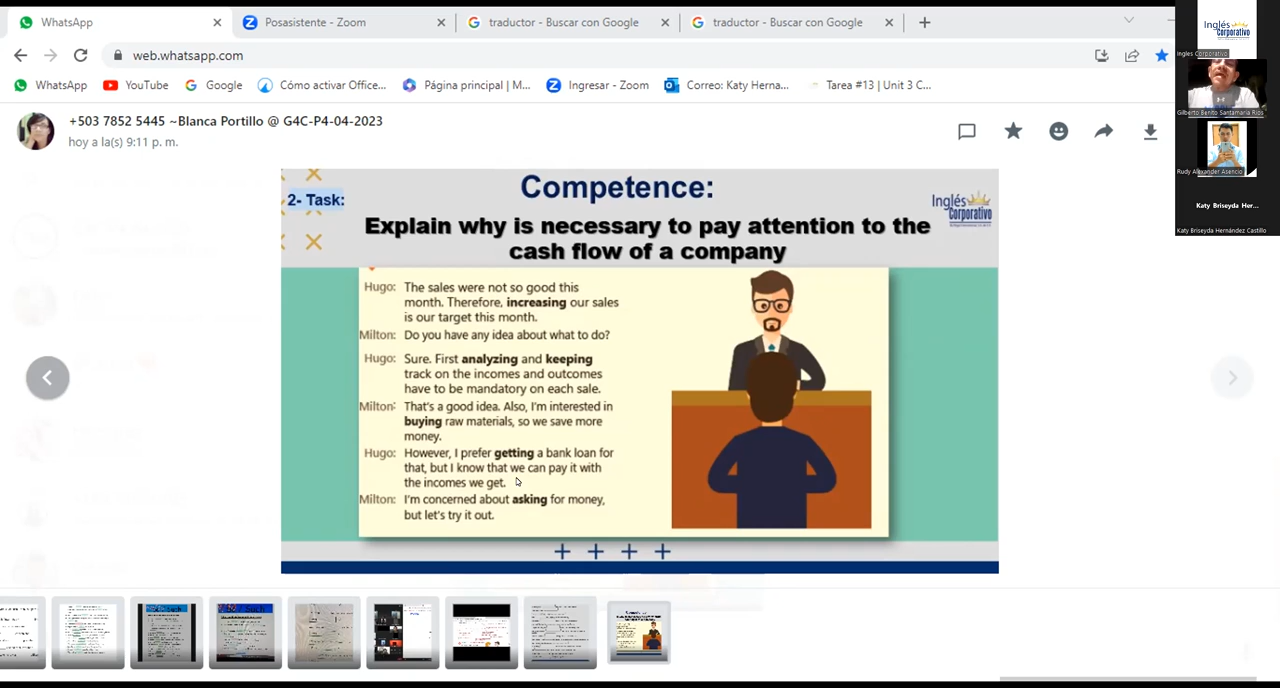 WhatsApp
Posasistente - Zoom
traductor - Buscar con Google
traductor - Buscar con Google
web.whatsapp.com
WhatsApp
YouTube
Google
Cómo activar Office...
Página principal | M...
Ingresar - Zoom
Correo: Katy Herna...
Tarea #13 | Unit 3 C...
+503 7852 5445 ~Blanca Portillo @ G4C-P4-04-2023
hoy a la(s) 9:11 p. m.
2- Task:
Competence:
Inglés
Corporativo
Explain why is necessary to pay attention to the
cash flow of a company
Hugo: The sales were not so good this
month. Therefore, increasing our sales
is our target this month.
Milton: Do you have any idea about what to do?
Hugo: Sure. First analyzing and keeping
track on the incomes and outcomes
have to be mandatory on each sale.
Milton: That's a good idea. Also, I'm interested in
buying raw materials, so we save more
money.
Hugo: However, I prefer getting a bank loan for
that, but I know that we can pay it with
the incomes we get.
Milton: I'm concerned about asking for money,
but let's try it out.
Inglés
Corporativo
Ingles Corporativo
Gilberto Benito Santamaria Rios
Rudy Alexander Asencio
Katy Briseyda Her...
Katy Briseyda Hernández Castillo